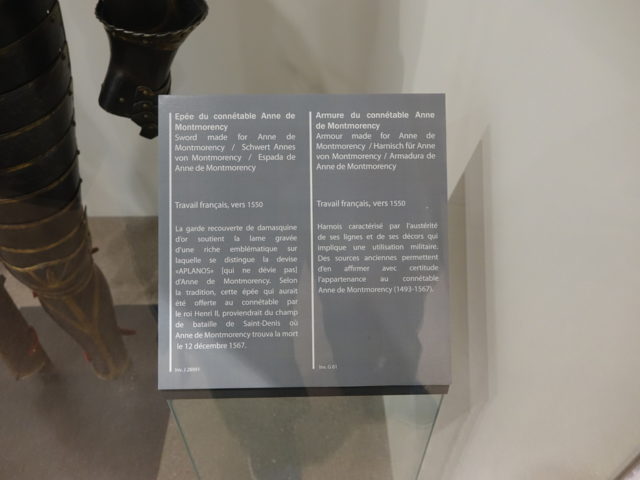 Epée du connétable Anne de
Montmorency
Sword made for Anne de
Montmorency / Schwert Annes
von Montmorency / Espada de
Anne de Montmorency
Travail français, vers 1550
La garde recouverte de damasquine
d'or soutient la lame gravée
d'une riche emblématique sur
laquelle se distingue la devise
«APLANOS» (qui ne dévie pas)
d'Anne de Montmorency. Selon
la tradition, cette épée qui aurait
été offerte au connétable par
le roi Henri II, proviendrait du champ
de bataille de Saint-Denis où
Anne de Montmorency trouva la mort
le 12 décembre 1567.
Armure du connétable Anne
de Montmorency
Armour made for Anne de
Montmorency / Harnisch für Anne
von Montmorency / Armadura de
Anne de Montmorency
Travail français, vers 1550
Harnois caractérisé par l'austérité
de ses lignes et de ses décors qui
implique une utilisation militaire.
Des sources anciennes permettent
d'en affirmer avec certitude
l'appartenance au connétable
Anne de Montmorency (1493-1567).
Inv. G 61